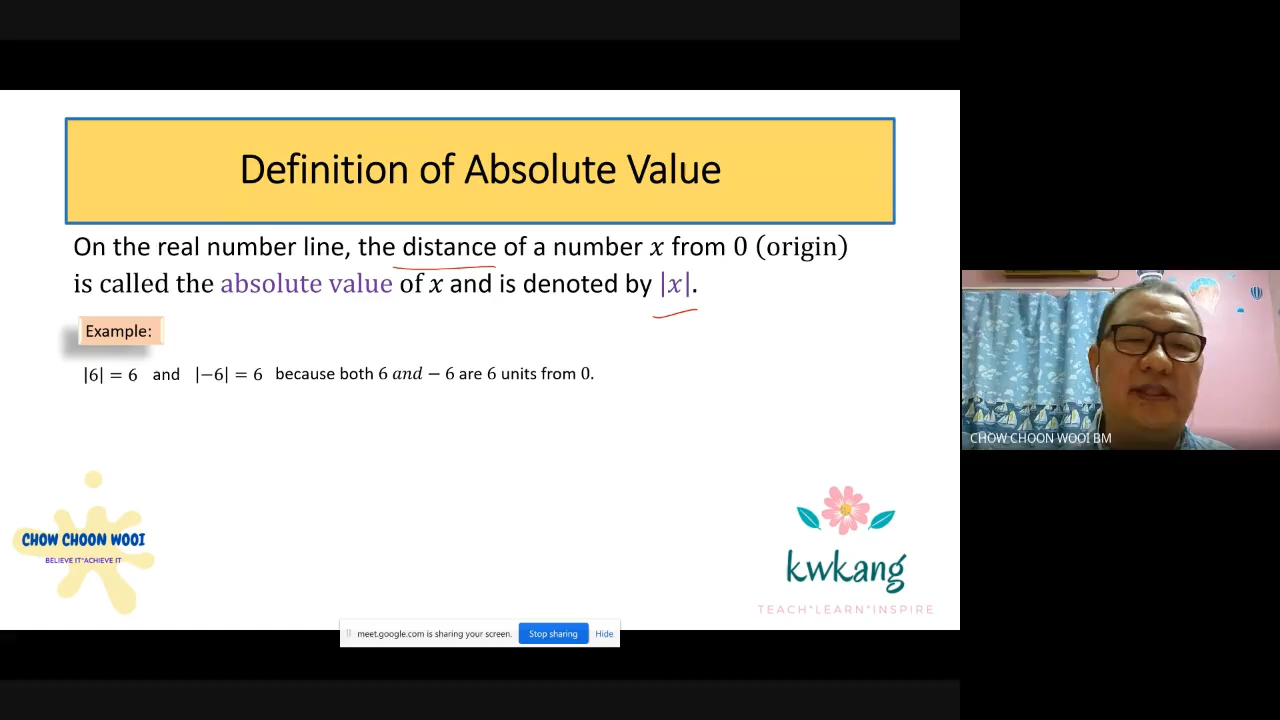 Definition of Absolute Value
On the real number line, the distance of a number x from 0 (origin)
is called the absolute value of x and is denoted by |x|.
Example:
|6| = 6 and |−6| = 6 because both 6 and − 6 are 6 units from 0.
CHOW CHOON WOOI BM
CHOW CHOON WOOI
BELIEVE IT*ACHIEVE IT
kwkang
TEACH*LEARN*INSPIRE
meet.google.com is sharing your screen. Stop sharing Hide